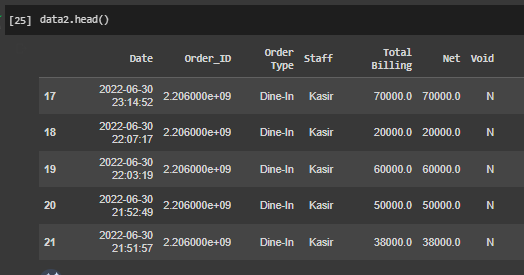 [25] data2.head()
Date Order_ID Order Type Staff Total Billing Net Void
17 2022-06-30 23:14:52 2.206000e+09 Dine-In Kasir 70000.0 70000.0 N
18 2022-06-30 22:07:17 2.206000e+09 Dine-In Kasir 20000.0 20000.0 N
19 2022-06-30 22:03:19 2.206000e+09 Dine-In Kasir 60000.0 60000.0 N
20 2022-06-30 21:52:49 2.206000e+09 Dine-In Kasir 50000.0 50000.0 N
21 2022-06-30 21:51:57 2.206000e+09 Dine-In Kasir 38000.0 38000.0 N